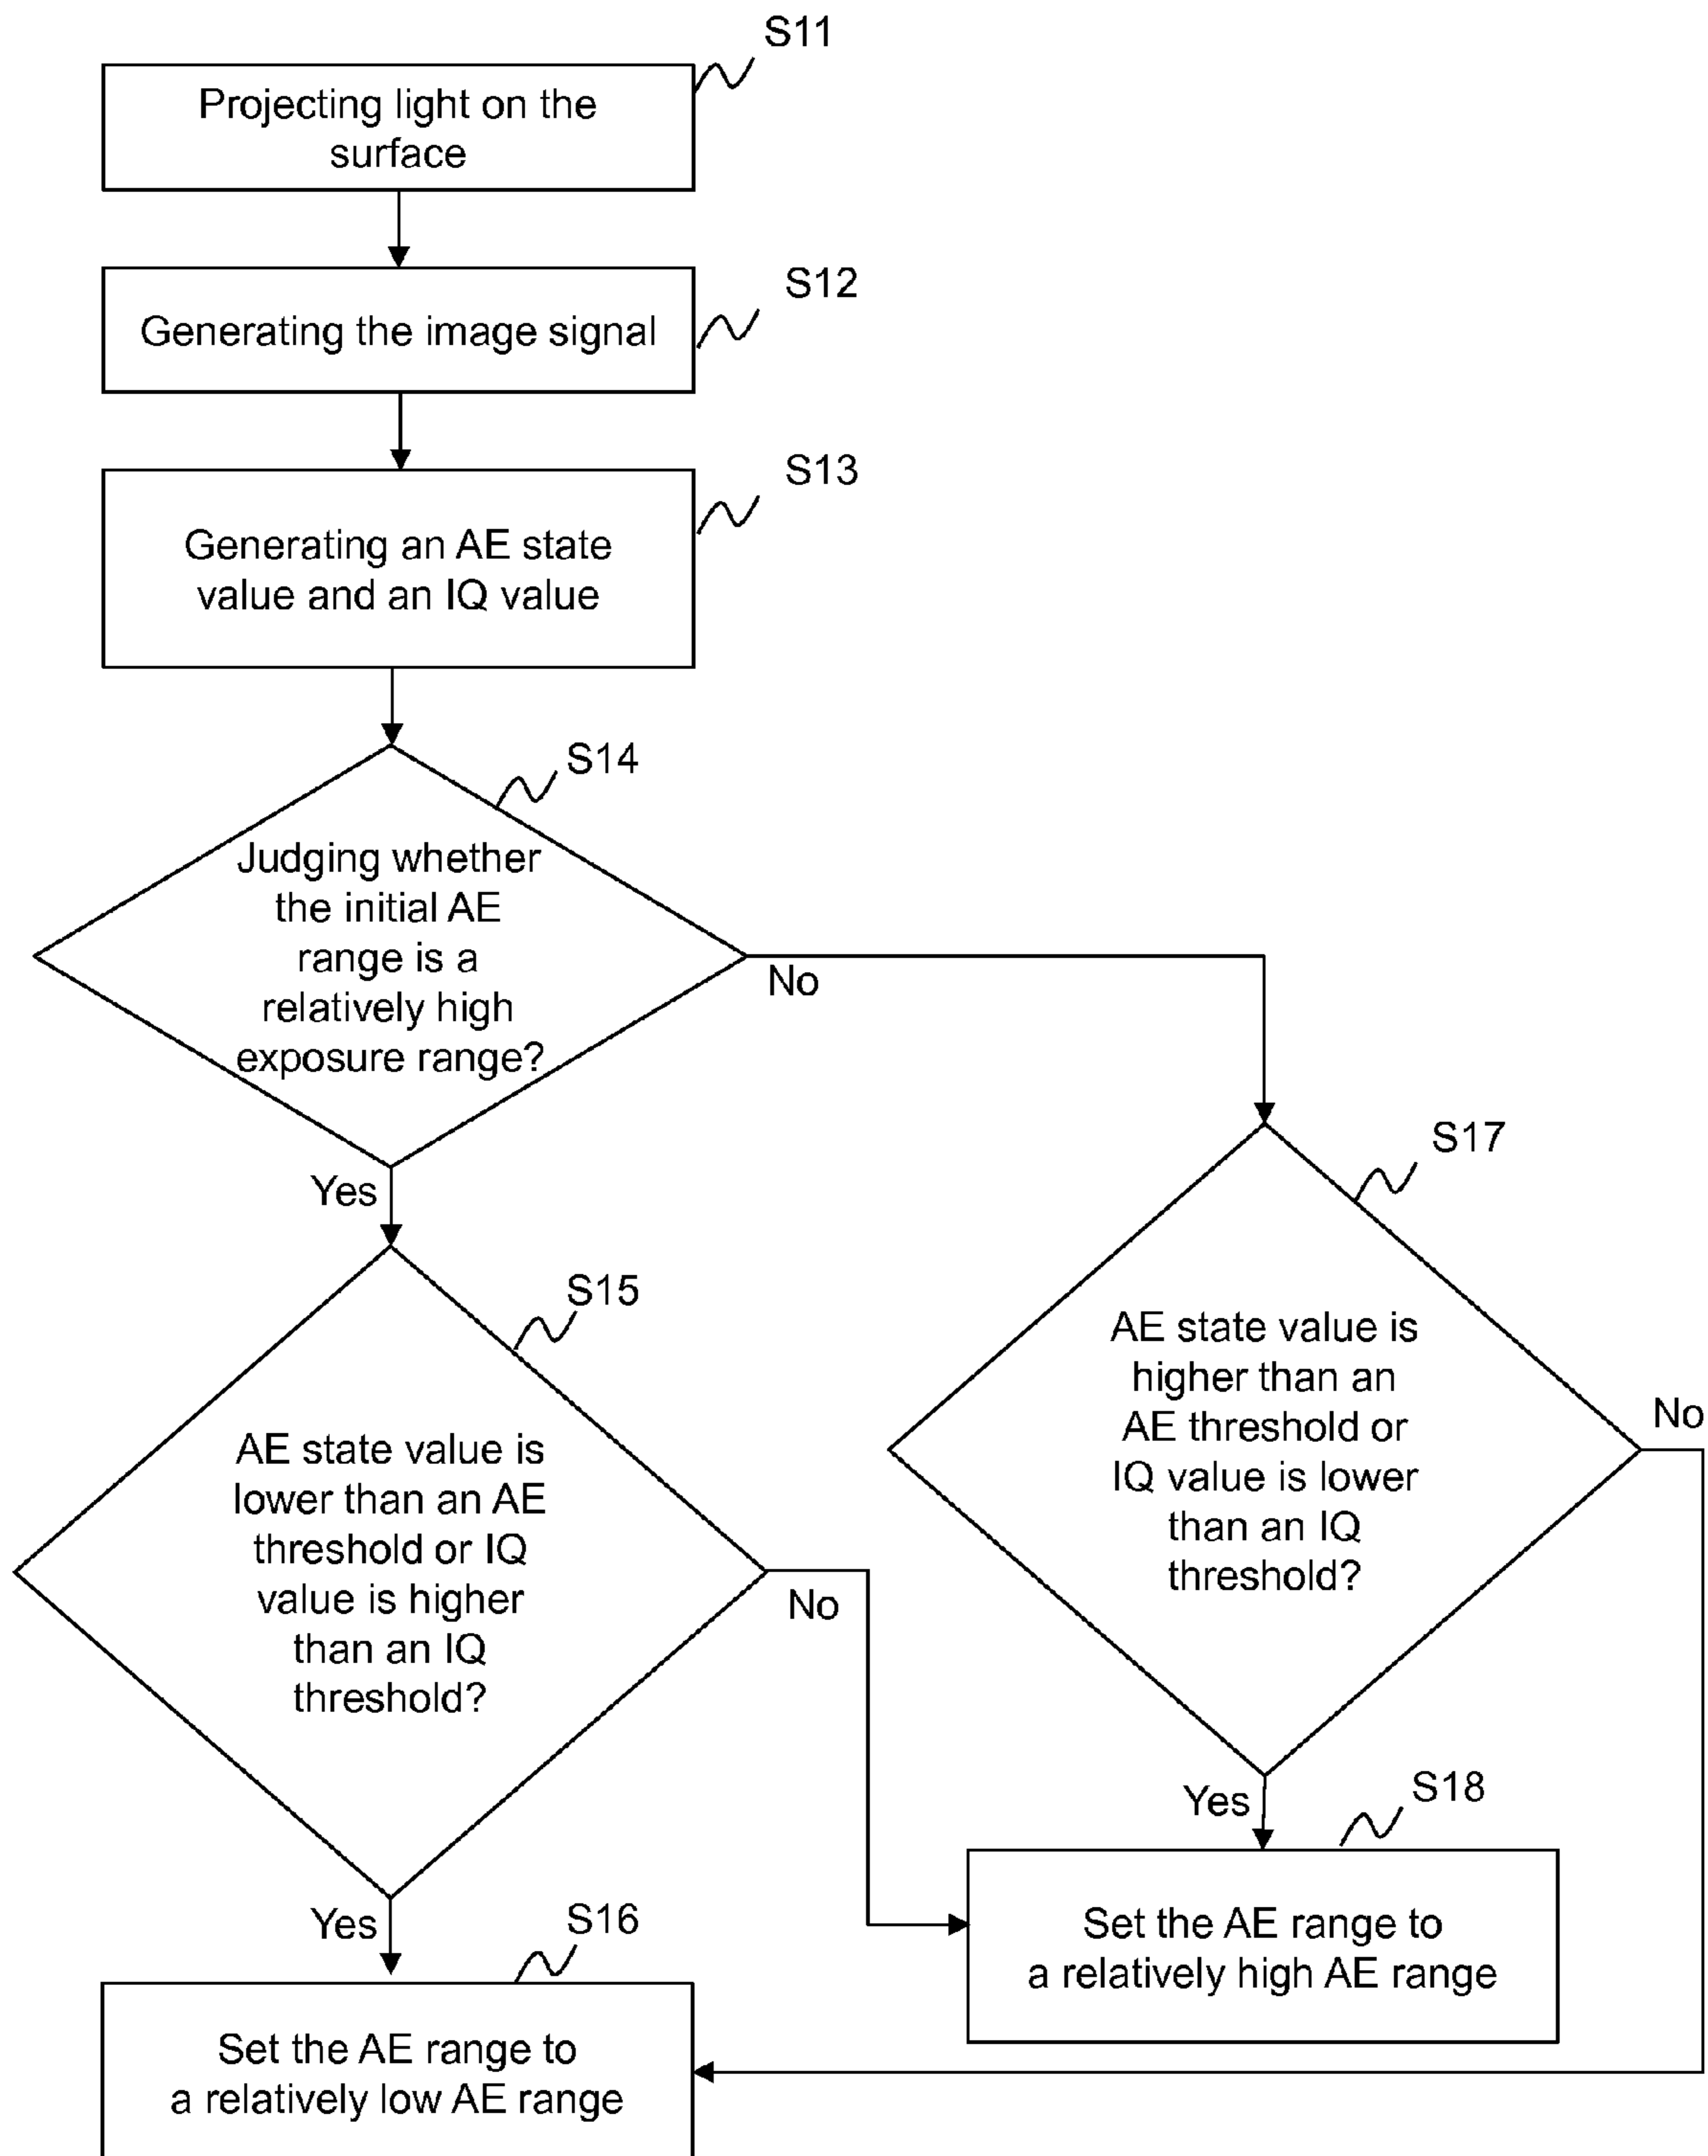 S11
Projecting light on the
surface
S12
Generating the image signal
S13
Generating an AE state
value and an IQ value
S14
Judging whether
the initial AE
range is a
relatively high
exposure range?
No
Yes
S17
AE state value is
higher than an
AE threshold or
IQ value is lower
than an IQ
threshold?
No
S15
AE state value is
lower than an AE
threshold or IQ
value is higher
than an IQ
threshold?
No
Yes
S18
Set the AE range to
a relatively high AE range
Yes
S16
Set the AE range to
a relatively low AE range